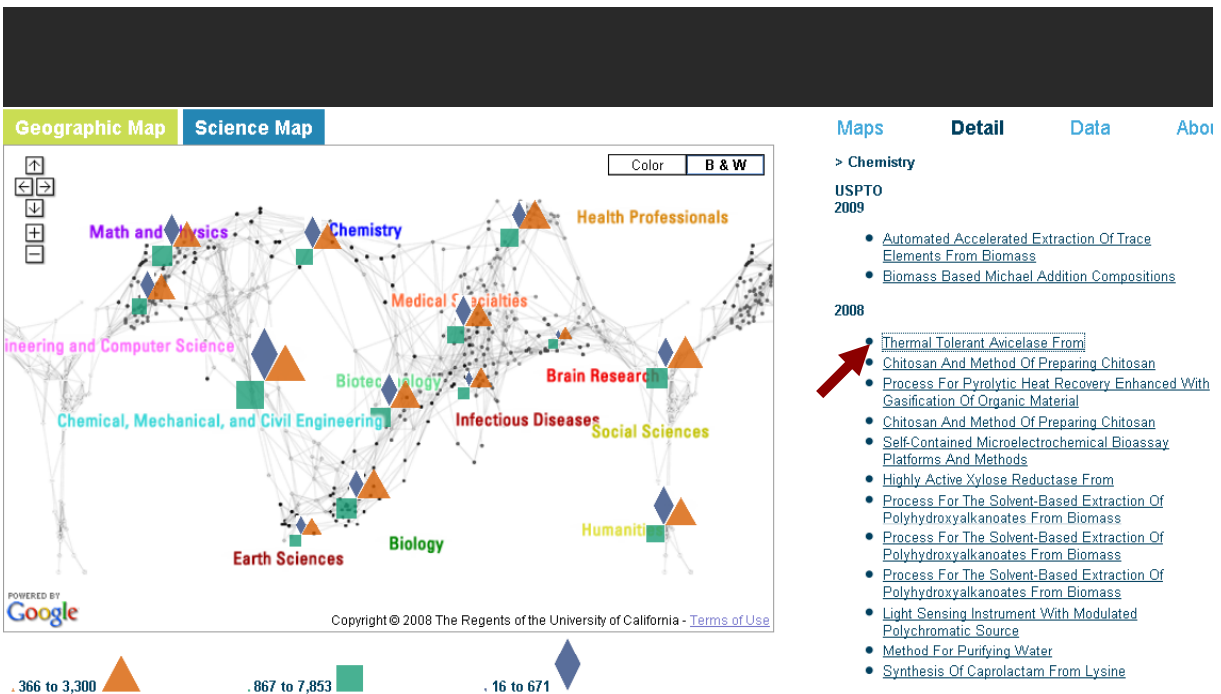 Geographic Map
Science Map
Maps
Detail
Data
Abou
Color
B & W
> Chemistry
USPTO
2009
Automated Accelerated Extraction Of Trace
Elements From Biomass
Biomass Based Michael Addition Compositions
2008
Thermal Tolerant Avicelase From
Chitosan And Method Of Preparing Chitosan
Process For Pyrolytic Heat Recovery Enhanced With
Gasification Of Organic Material
Chitosan And Method Of Preparing Chitosan
Self-Contained Microelectrochemical Bioassay
Platforms And Methods
Highly Active Xylose Reductase From
Process For The Solvent-Based Extraction Of
Polyhydroxyalkanoates From Biomass
Process For The Solvent-Based Extraction Of
Polyhydroxyalkanoates From Biomass
Process For The Solvent-Based Extraction Of
Polyhydroxyalkanoates From Biomass
Light Sensing Instrument With Modulated
Polychromatic Source
Method For Purifying Water
Synthesis Of Caprolactam From Lysine
Math and Physics
Chemistry
Health Professionals
Medical Specialties
ineering and Computer Science
Biotechnology
Brain Research
Chemical, Mechanical, and Civil Engineering
Infectious Diseases
Social Sciences
Humanities
Biology
Earth Sciences
POWERED BY
Google
Copyright © 2008 The Regents of the University of California - Terms of Use
366 to 3,300
867 to 7,853
16 to 671